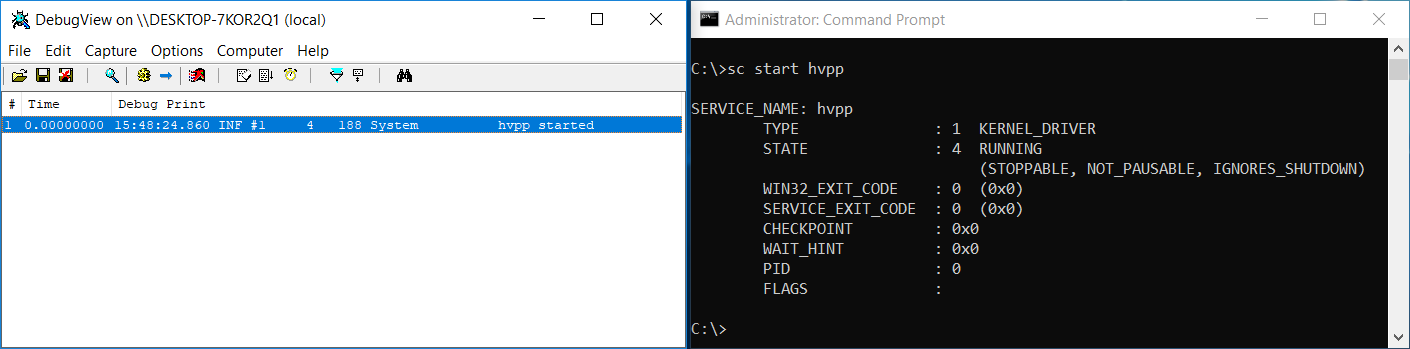 DebugView on \\DESKTOP-7KOR2Q1 (local)
File Edit Capture Options Computer Help
# Time Debug Print
1 0.00000000 15:48:24.860 INF #1 4 188 System hvpp started
Administrator: Command Prompt
C:\>sc start hvpp
SERVICE_NAME: hvpp
TYPE : 1 KERNEL_DRIVER
STATE : 4 RUNNING
(STOPPABLE, NOT_PAUSABLE, IGNORES_SHUTDOWN)
WIN32_EXIT_CODE : 0 (0x0)
SERVICE_EXIT_CODE : 0 (0x0)
CHECKPOINT : 0x0
WAIT_HINT : 0x0
PID : 0
FLAGS :
C:\>